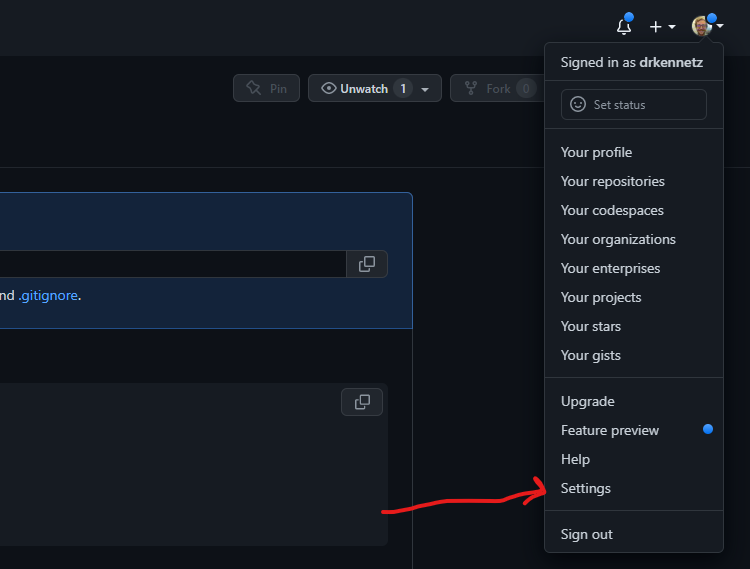 Signed in as drkennetz
Pin
Unwatch 1
Fork 0
Set status
Your profile
Your repositories
Your codespaces
Your organizations
Your enterprises
Your projects
Your stars
Your gists
nd .gitignore.
Upgrade
Feature preview
Help
Settings
Sign out